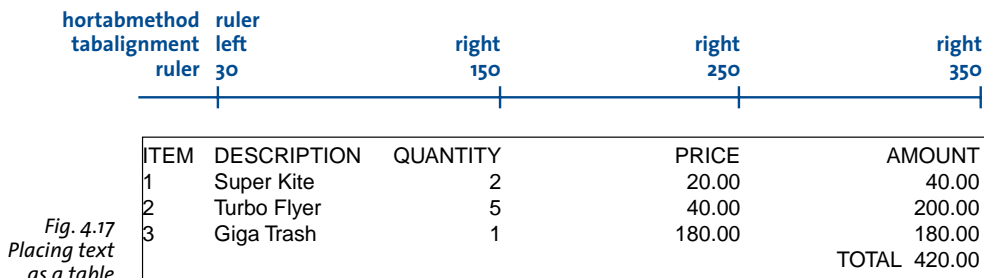 hortabmethod ruler
tabalignment left right right right
ruler 30 150 250 350
ITEM DESCRIPTION QUANTITY PRICE AMOUNT
1 Super Kite 2 20.00 40.00
2 Turbo Flyer 5 40.00 200.00
3 Giga Trash 1 180.00 180.00
TOTAL 420.00
Fig. 4.17
Placing text
as a table